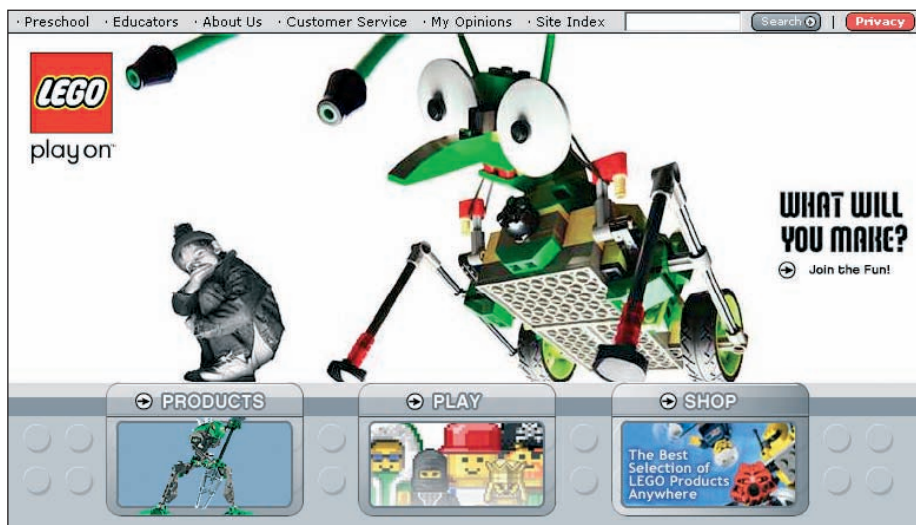 · Preschool · Educators · About Us · Customer Service · My Opinions · Site Index Search | Privacy
LEGO
play on™
WHAT WILL
YOU MAKE?
Join the Fun!
PRODUCTS PLAY SHOP
The Best
Selection of
LEGO Products
Anywhere